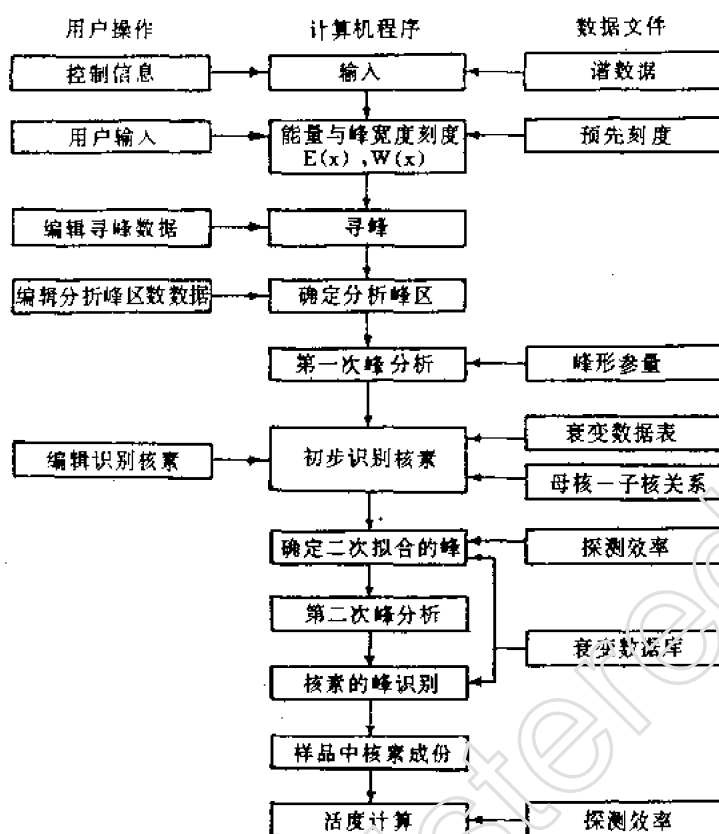 用户操作 计算机程序 数据文件
控制信息 输入 谱数据
用户输入 能量与峰宽度刻度 预先刻度
E(x) ,W(x)
编辑寻峰数据 寻峰
编辑分折峰区数数据 确定分析峰区
第一次峰分析 峰形参量
衰变数据表
编辑识别核素 初步识别核素
母核一子核关系
确定二次拟合的峰 探测效率
第二次峰分析
衰变数据库
核素的峰识别
样品中核素成份
活度计算 探测效率